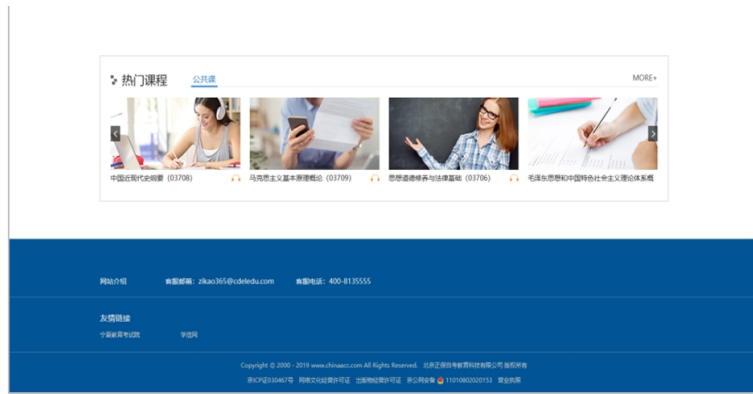 热门课程
公共课
MORE+
中国近现代史纲要（03708）
马克思主义基本原理概论（03709）
思想道德修养与法律基础（03706）
毛泽东思想和中国特色社会主义理论体系概
网站介绍 客服邮箱：zikao365@cdeledu.com 客服电话：400-8135555
友情链接
宁夏教育考试院 学信网
Copyright © 2000 - 2019 www.chinaacc.com All Rights Reserved. 北京正保自考教育科技有限公司 版权所有
京ICP证030467号 网络文化经营许可证 出版物经营许可证 京公网安备 11010802020153 营业执照